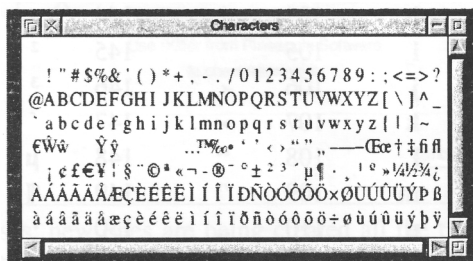 Characters
! " # $ % & ' ( ) * + , - . / 0 1 2 3 4 5 6 7 8 9 : ; < = > ?
@ A B C D E F G H I J K L M N O P Q R S T U V W X Y Z [ \ ] ^ _
` a b c d e f g h i j k l m n o p q r s t u v w x y z { | } ~
€ Ŵ ŵ Ŷ ŷ … ™ ‰ • ‘ ’ ‹ › “ ” „ – — Œ œ † ‡ fi fl
¡ ¢ £ € ¥ ¦ § ¨ © ª « ¬ - ® ¯ ° ± ² ³ ´ µ ¶ · ¸ ¹ º » ¼ ½ ¾ ¿
À Á Â Ã Ä Å Æ Ç È É Ê Ë Ì Í Î Ï Ð Ñ Ò Ó Ô Õ Ö × Ø Ù Ú Û Ü Ý Þ ß
à á â ã ä å æ ç è é ê ë ì í î ï ð ñ ò ó ô õ ö ÷ ø ù ú û ü ý þ ÿ